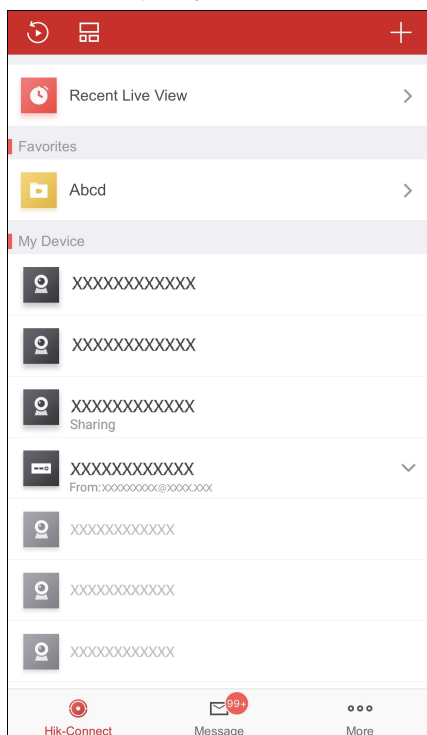 Recent Live View
Favorites
Abcd
My Device
XXXXXXXXXXXX
XXXXXXXXXXXX
XXXXXXXXXXXX
Sharing
XXXXXXXXXXXX
From:XXXXXXXX@XXXX.XXX
XXXXXXXXXXXX
XXXXXXXXXXXX
XXXXXXXXXXXX
99+
Hik-Connect Message More